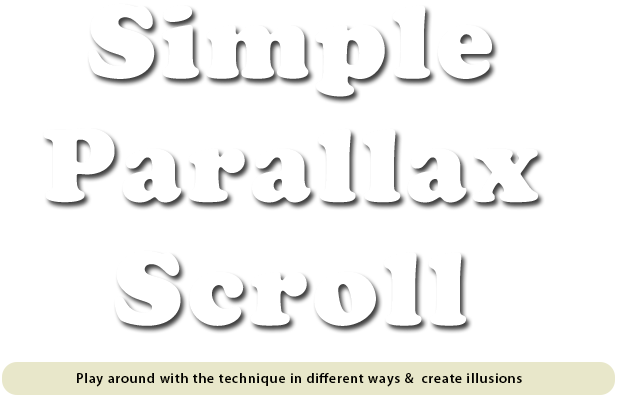 Simple
Parallax
Scroll
Play around with the technique in different ways &  create illusions